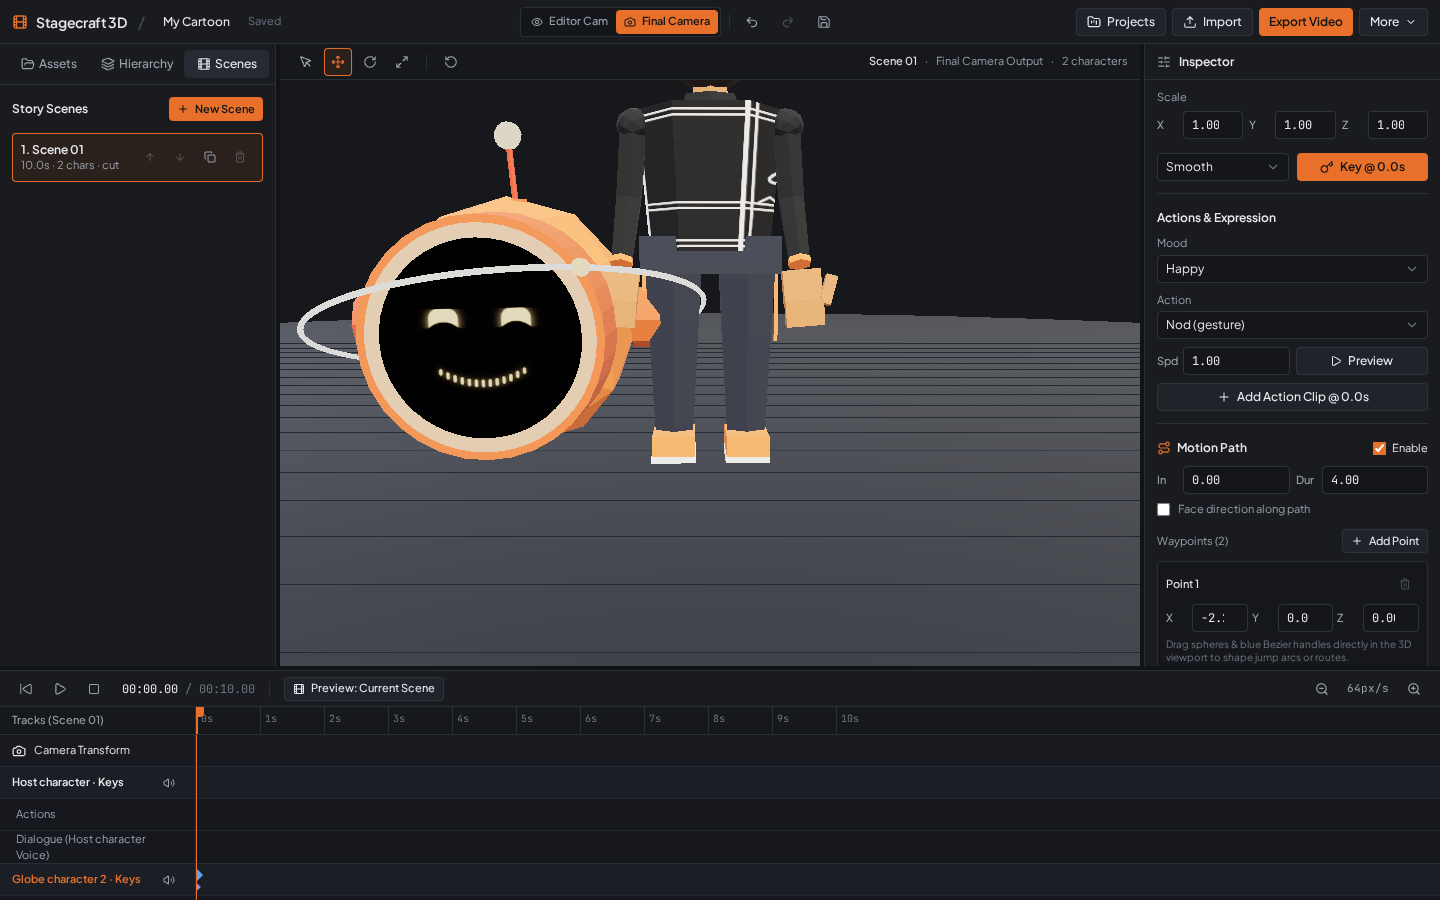 Stagecraft 3D / My Cartoon Saved
Editor Cam Final Camera
Projects Import Export Video More
Assets Hierarchy Scenes
Scene 01 · Final Camera Output · 2 characters
Inspector
Story Scenes New Scene
1. Scene 01
10.0s · 2 chars · cut
Scale
X 1.00 Y 1.00 Z 1.00
Smooth Key @ 0.0s
Actions & Expression
Mood
Happy
Action
Nod (gesture)
Spd 1.00 Preview
Add Action Clip @ 0.0s
Motion Path Enable
In 0.00 Dur 4.00
Face direction along path
Waypoints (2) Add Point
Point 1
X -2. Y 0.0 Z 0.0
Drag spheres & blue Bezier handles directly in the 3D
viewport to shape jump arcs or routes.
00:00.00 / 00:10.00 Preview: Current Scene 64px/s
Tracks (Scene 01) 0s 1s 2s 3s 4s 5s 6s 7s 8s 9s 10s
Camera Transform
Host character · Keys
Actions
Dialogue (Host character
Voice)
Globe character 2 · Keys